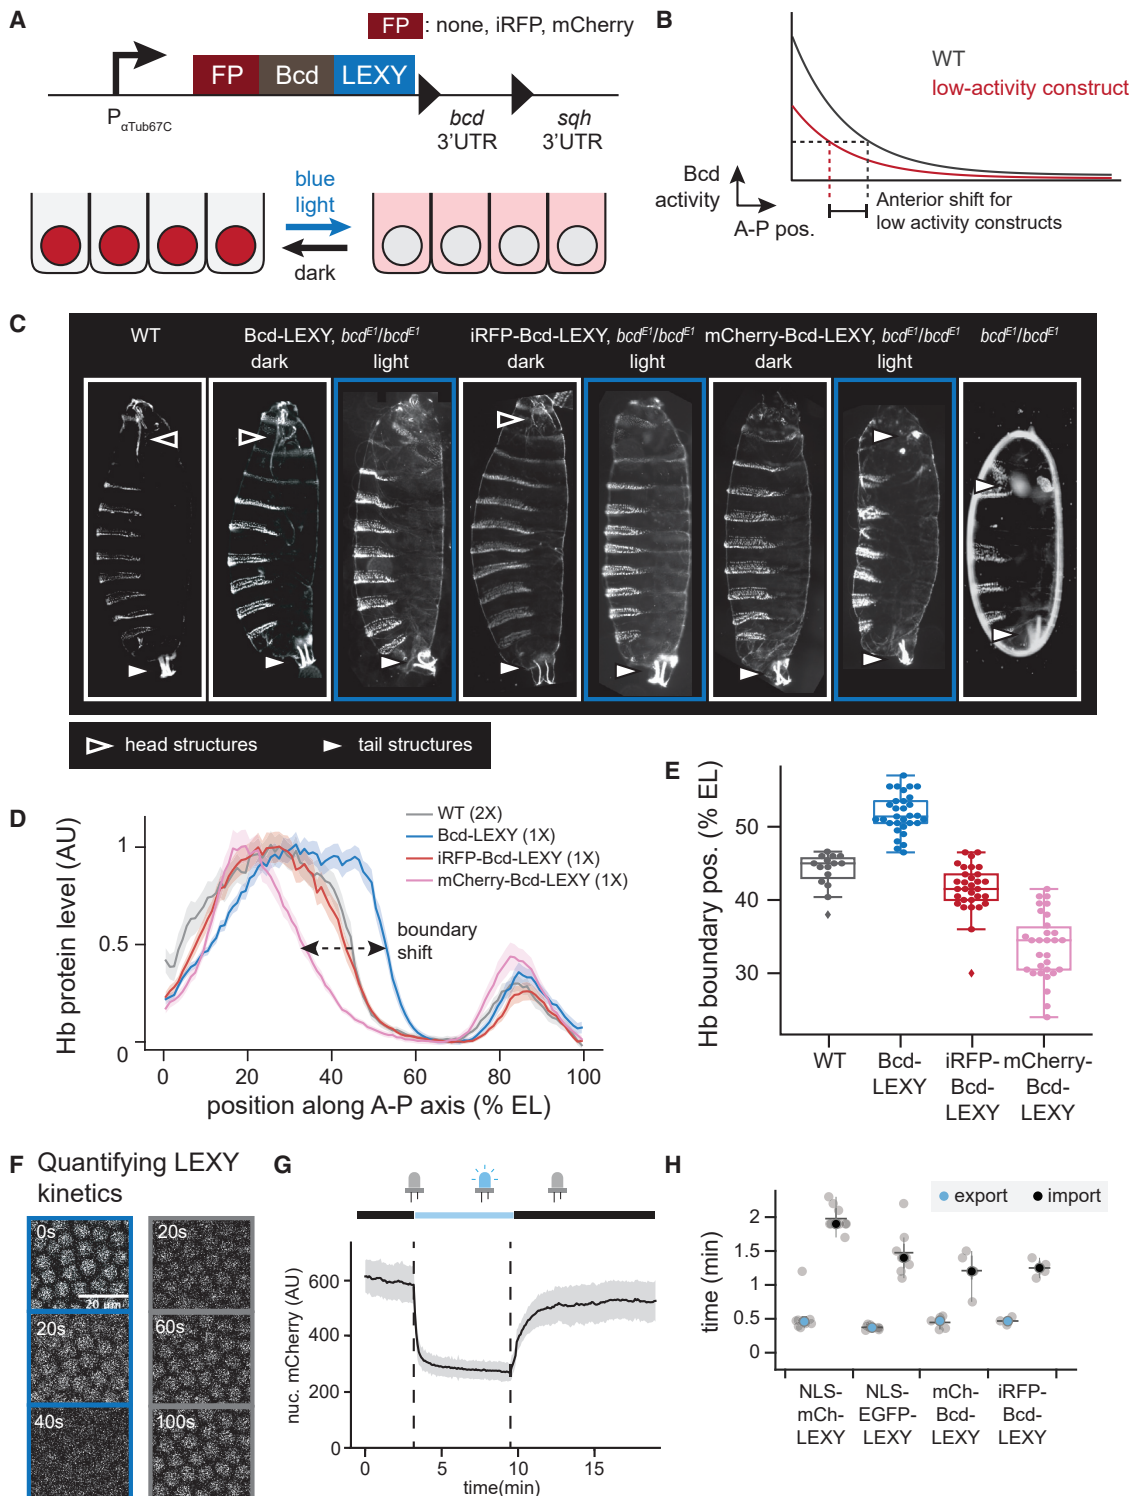 A
FP : none, iRFP, mCherry
FP Bcd LEXY
PαTub67C
bcd
3'UTR
sqh
3'UTR
blue
light
dark
B
WT
low-activity construct
Bcd
activity
A-P pos.
Anterior shift for
low activity constructs
C
WT
Bcd-LEXY, bcdE1/bcdE1
dark light
iRFP-Bcd-LEXY, bcdE1/bcdE1
dark light
mCherry-Bcd-LEXY, bcdE1/bcdE1
dark light
bcdE1/bcdE1
head structures
tail structures
D
Hb protein level (AU)
1
0.5
0
WT (2X)
Bcd-LEXY (1X)
iRFP-Bcd-LEXY (1X)
mCherry-Bcd-LEXY (1X)
boundary
shift
0 20 40 60 80 100
position along A-P axis (% EL)
E
Hb boundary pos. (% EL)
50
40
30
WT
Bcd-
LEXY
iRFP-
Bcd-
LEXY
mCherry-
Bcd-
LEXY
F Quantifying LEXY
kinetics
0s
20 µm
20s
40s
20s
60s
100s
G
nuc. mCherry (AU)
600
400
200
0
0 5 10 15
time(min)
H
export import
time (min)
2
1.5
1
0.5
0
NLS-
mCh-
LEXY
NLS-
EGFP-
LEXY
mCh-
Bcd-
LEXY
iRFP-
Bcd-
LEXY